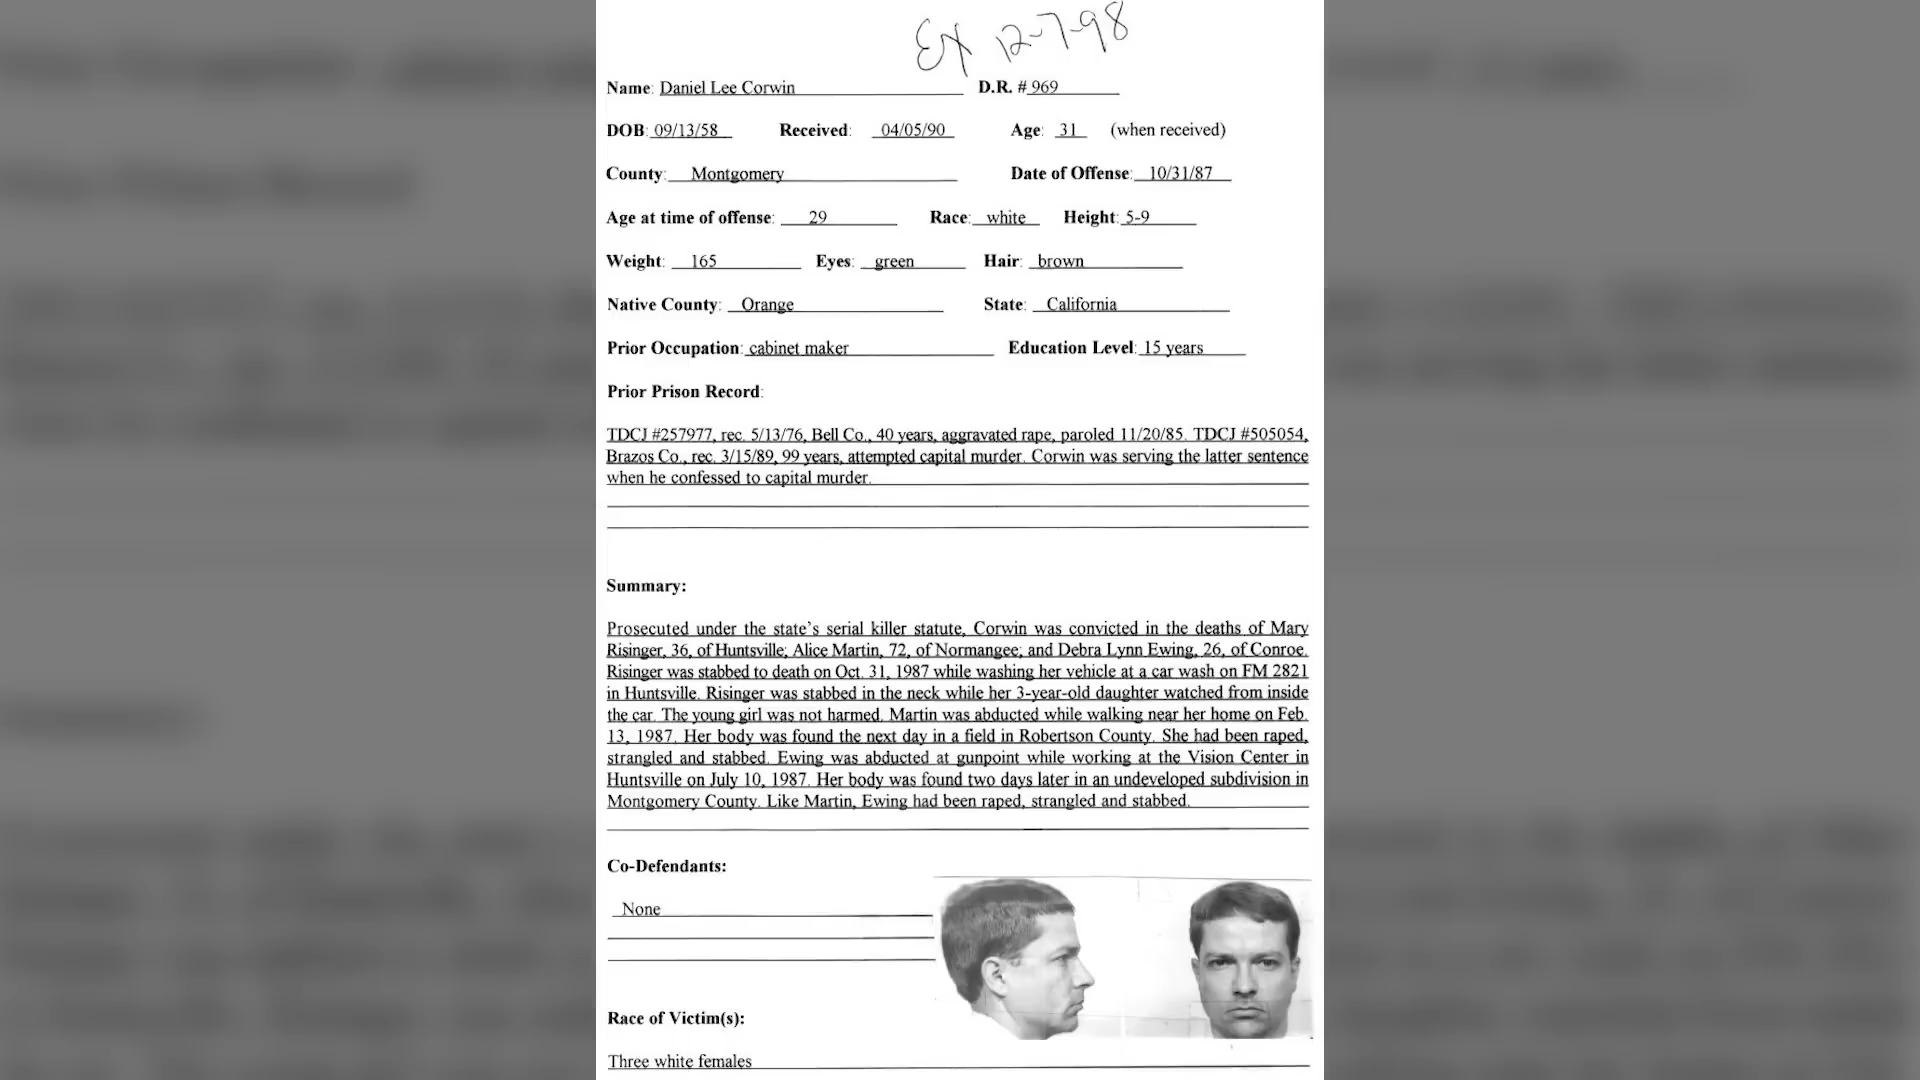 Ex 12-7-98
Name: Daniel Lee Corwin D.R. # 969
DOB: 09/13/58 Received: 04/05/90 Age: 31 (when received)
County: Montgomery Date of Offense: 10/31/87
Age at time of offense: 29 Race: white Height: 5-9
Weight: 165 Eyes: green Hair: brown
Native County: Orange State: California
Prior Occupation: cabinet maker Education Level: 15 years
Prior Prison Record:
TDCJ #257977, rec. 5/13/76, Bell Co., 40 years, aggravated rape, paroled 11/20/85. TDCJ #505054,
Brazos Co., rec. 3/15/89, 99 years, attempted capital murder. Corwin was serving the latter sentence
when he confessed to capital murder.
Summary:
Prosecuted under the state's serial killer statute, Corwin was convicted in the deaths of Mary
Risinger, 36, of Huntsville; Alice Martin, 72, of Normangee; and Debra Lynn Ewing, 26, of Conroe.
Risinger was stabbed to death on Oct. 31, 1987 while washing her vehicle at a car wash on FM 2821
in Huntsville. Risinger was stabbed in the neck while her 3-year-old daughter watched from inside
the car. The young girl was not harmed. Martin was abducted while walking near her home on Feb.
13, 1987. Her body was found the next day in a field in Robertson County. She had been raped,
strangled and stabbed. Ewing was abducted at gunpoint while working at the Vision Center in
Huntsville on July 10, 1987. Her body was found two days later in an undeveloped subdivision in
Montgomery County. Like Martin, Ewing had been raped, strangled and stabbed.
Co-Defendants:
None
Race of Victim(s):
Three white females